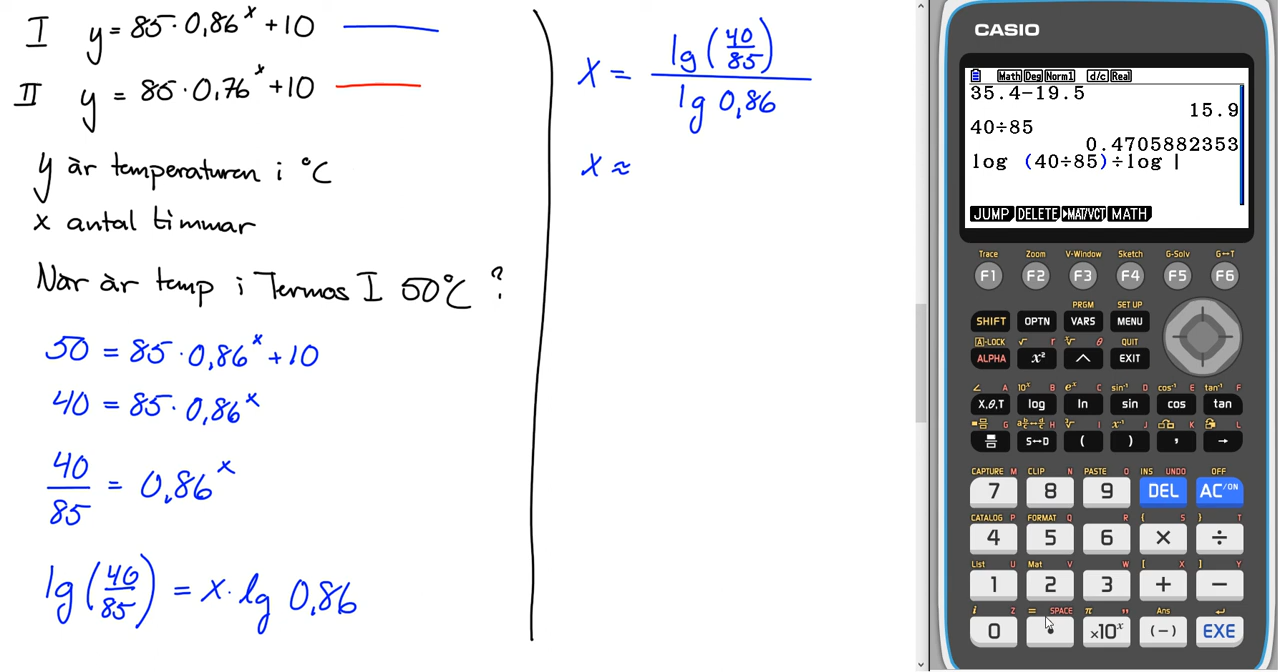 I y = 85 · 0,86^x + 10
II y = 85 · 0,76^x + 10
y är temperaturen i °C
x antal timmar
När är temp i Termos I 50°C ?
50 = 85 · 0,86^x + 10
40 = 85 · 0,86^x
40/85 = 0,86^x
lg(40/85) = x · lg 0,86
x = lg(40/85) / lg 0,86
x ≈
CASIO
Math Deg Norm1 d/c Real
35.4−19.5
15.9
40÷85
0.4705882353
log (40÷85)÷log
JUMP DELETE ▶MAT/VCT MATH
Trace Zoom V-Window Sketch G-Solv G↔T
F1 F2 F3 F4 F5 F6
PRGM SET UP
SHIFT OPTN VARS MENU
A-LOCK √ r ˣ√ θ QUIT
ALPHA x² ^ EXIT
∠ A 10ˣ B eˣ C sin⁻¹ D cos⁻¹ E tan⁻¹ F
X,θ,T log ln sin cos tan
G a b/c↔d/c H ³√ I x⁻¹ J K L
S↔D ( ) , →
CAPTURE M CLIP N PASTE O INS UNDO OFF
7 8 9 DEL AC/ON
CATALOG P FORMAT Q R { S } T
4 5 6 × ÷
List U Mat V W [ X ] Y
1 2 3 + −
i Z = SPACE π " Ans ↵
0 . ×10ˣ (−) EXE